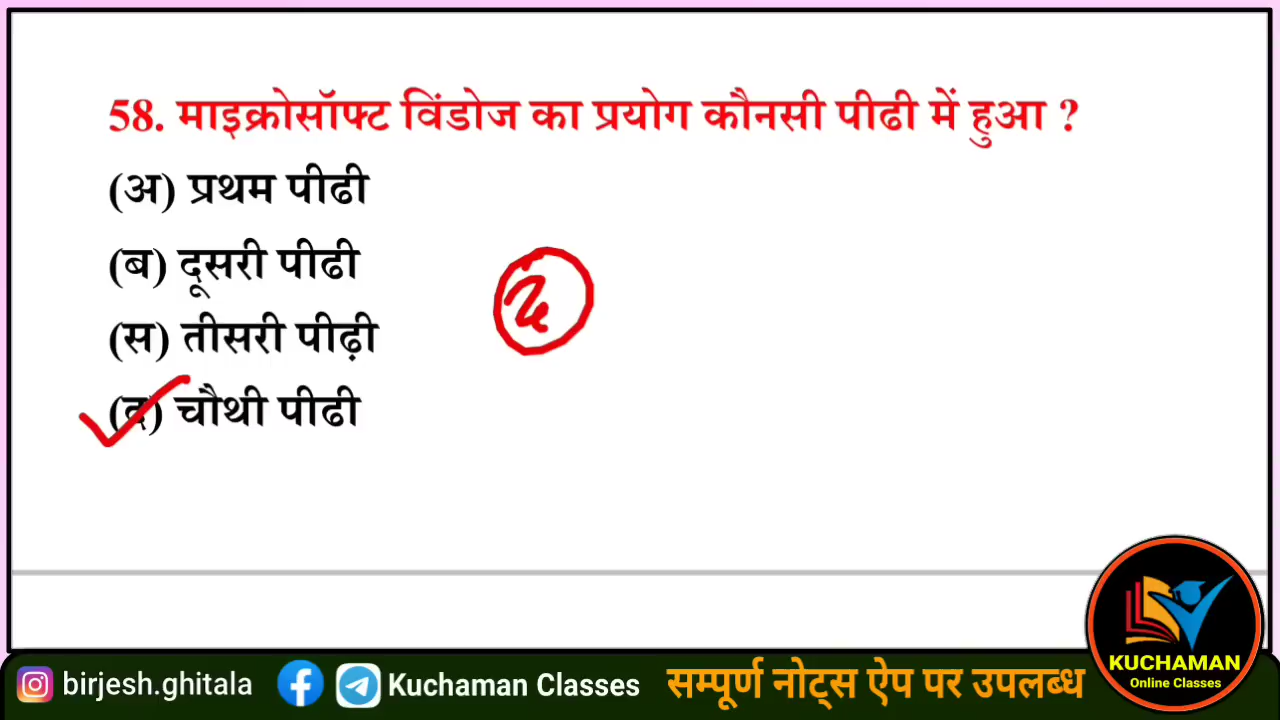 58. माइक्रोसॉफ्ट विंडोज का प्रयोग कौनसी पीढी में हुआ ?
(अ) प्रथम पीढी
(ब) दूसरी पीढी
(स) तीसरी पीढ़ी
(द) चौथी पीढी
KUCHAMAN
Online Classes
birjesh.ghitala
Kuchaman Classes
सम्पूर्ण नोट्स ऐप पर उपलब्ध